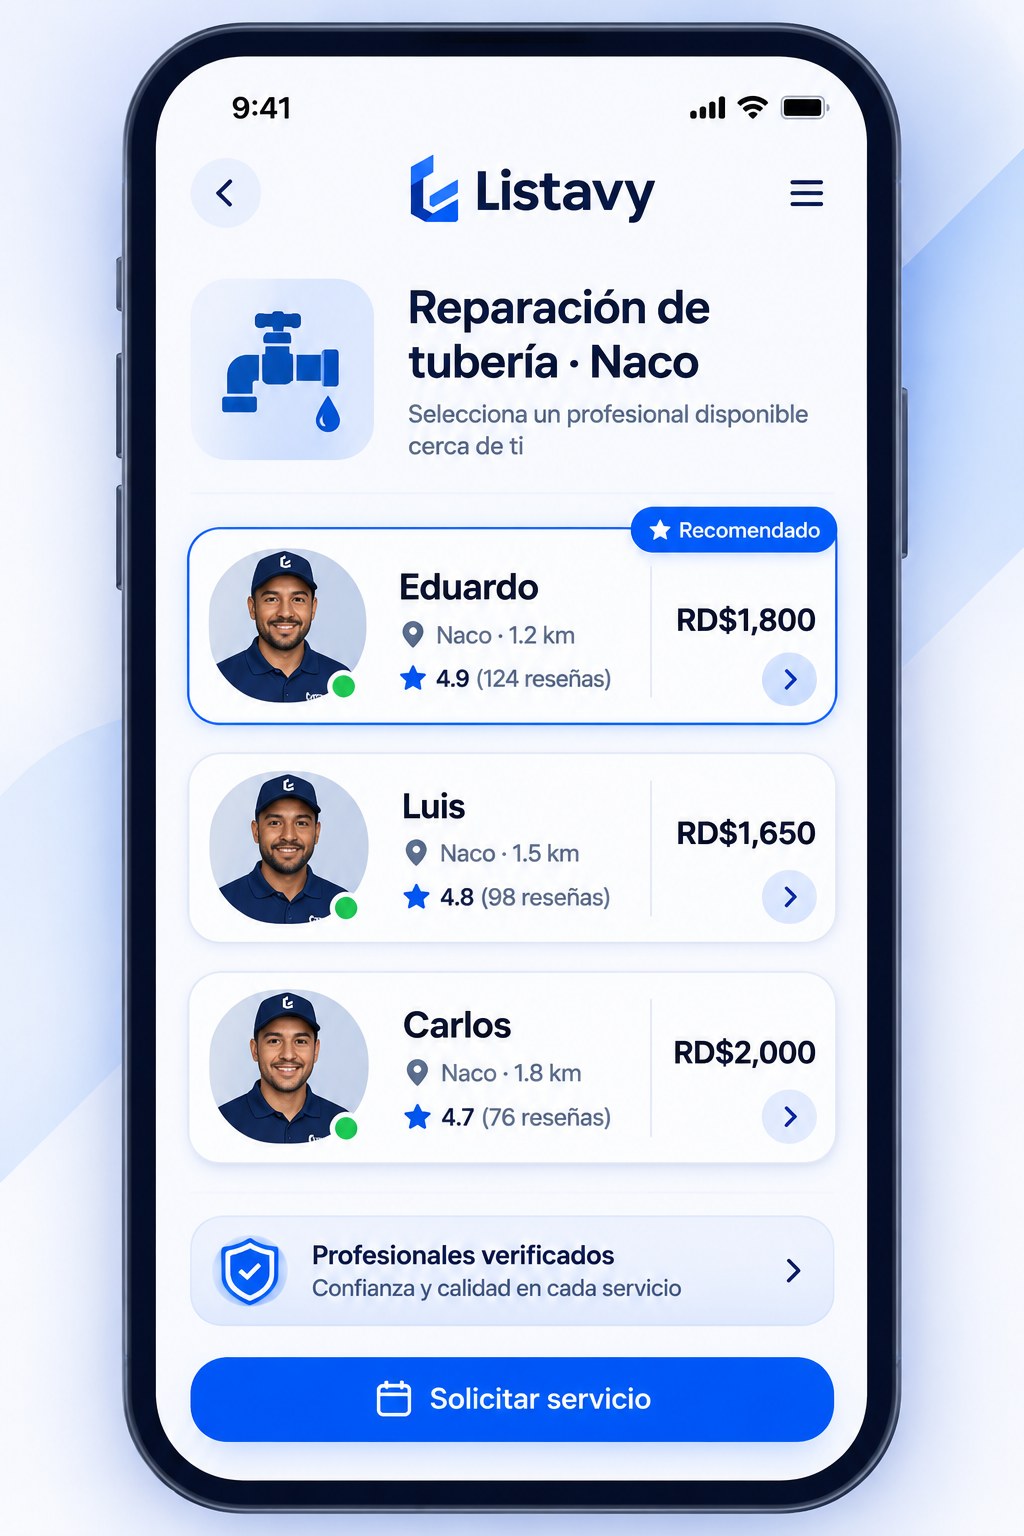 9:41
Listavy
Reparación de
tubería · Naco
Selecciona un profesional disponible
cerca de ti
Recomendado
Eduardo
Naco · 1.2 km
4.9 (124 reseñas)
RD$1,800
Luis
Naco · 1.5 km
4.8 (98 reseñas)
RD$1,650
Carlos
Naco · 1.8 km
4.7 (76 reseñas)
RD$2,000
Profesionales verificados
Confianza y calidad en cada servicio
Solicitar servicio